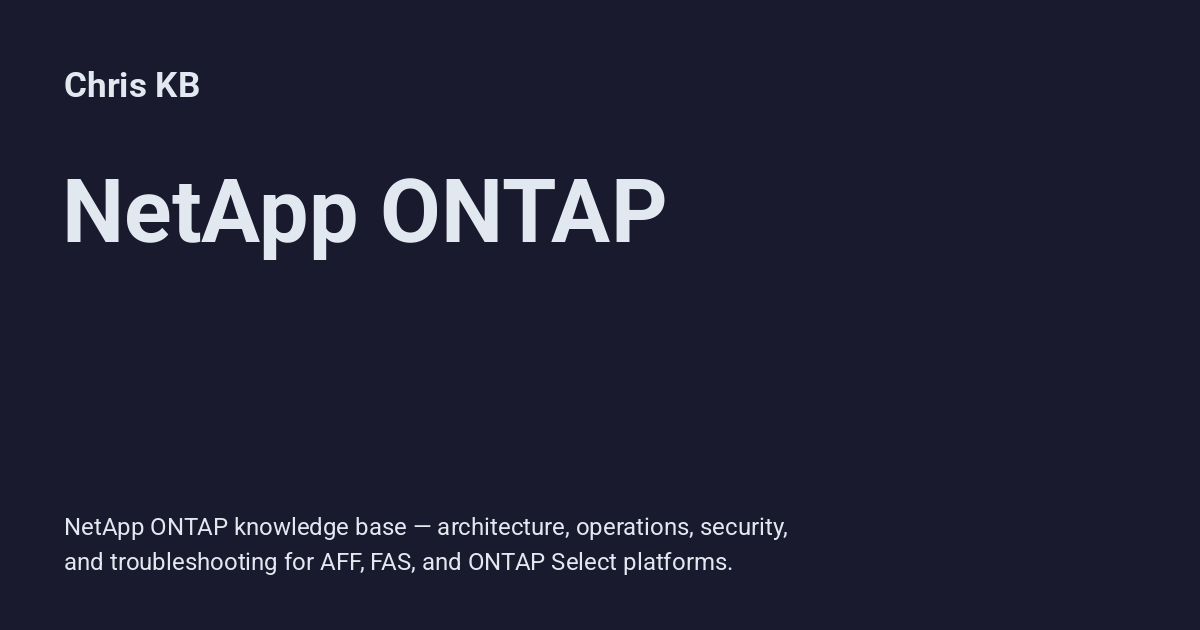 Chris KB
NetApp ONTAP
NetApp ONTAP knowledge base — architecture, operations, security,
and troubleshooting for AFF, FAS, and ONTAP Select platforms.